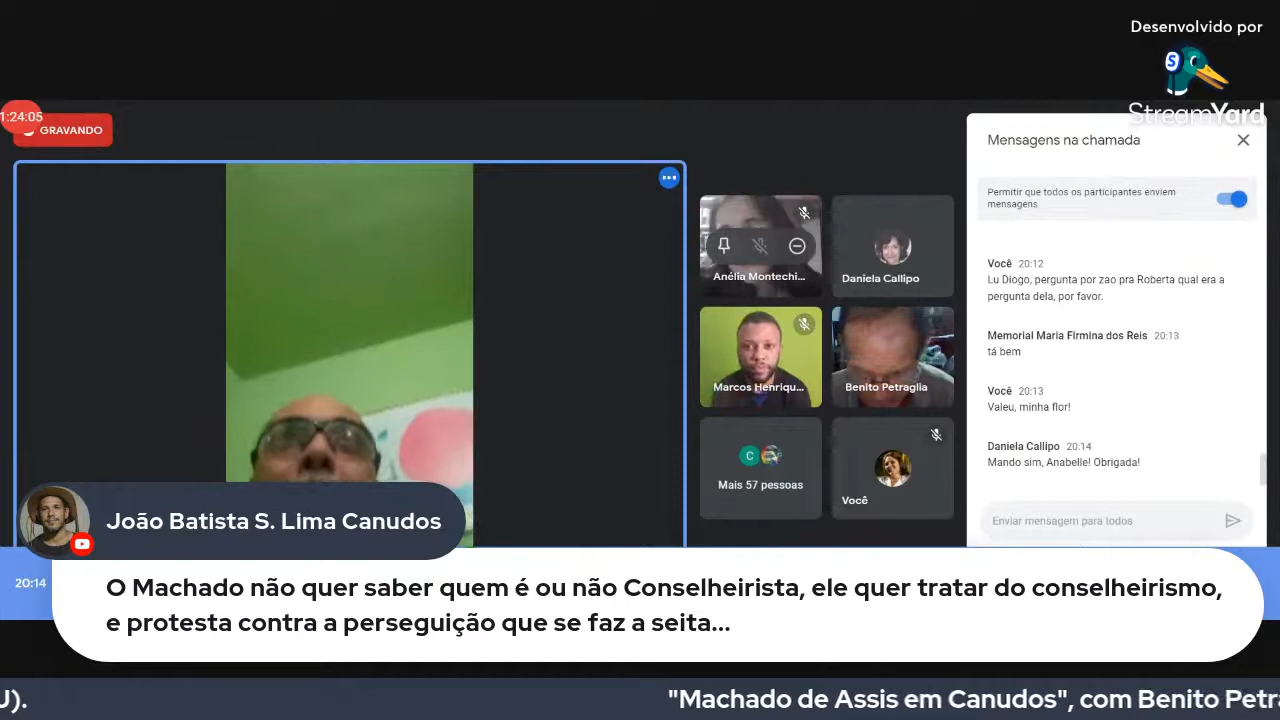 Desenvolvido por
StreamYard
1:24:05
GRAVANDO
Mensagens na chamada
Permitir que todos os participantes enviem
mensagens
Anélia Montechi...
Daniela Callipo
Você 20:12
Lu Diogo, pergunta por zao pra Roberta qual era a
pergunta dela, por favor.
Memorial Maria Firmina dos Reis 20:13
tá bem
Marcos Henriqu...
Benito Petraglia
Você 20:13
Valeu, minha flor!
Daniela Callipo 20:14
Mando sim, Anabelle! Obrigada!
C
Mais 57 pessoas
Você
Enviar mensagem para todos
João Batista S. Lima Canudos
20:14
O Machado não quer saber quem é ou não Conselheirista, ele quer tratar do conselheirismo,
e protesta contra a perseguição que se faz a seita...
U). "Machado de Assis em Canudos", com Benito Petra